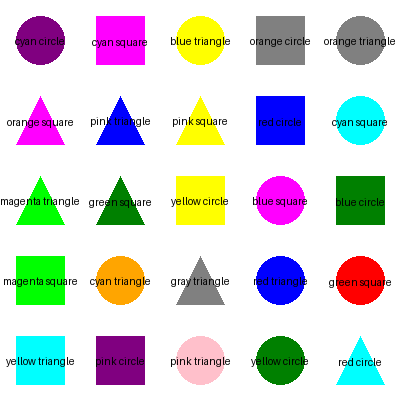 cyan circle cyan square blue triangle orange circle orange triangle
orange square pink triangle pink square red circle cyan square
magenta triangle green square yellow circle blue square blue circle
magenta square cyan triangle gray triangle red triangle green square
yellow triangle pink circle pink triangle yellow circle red circle